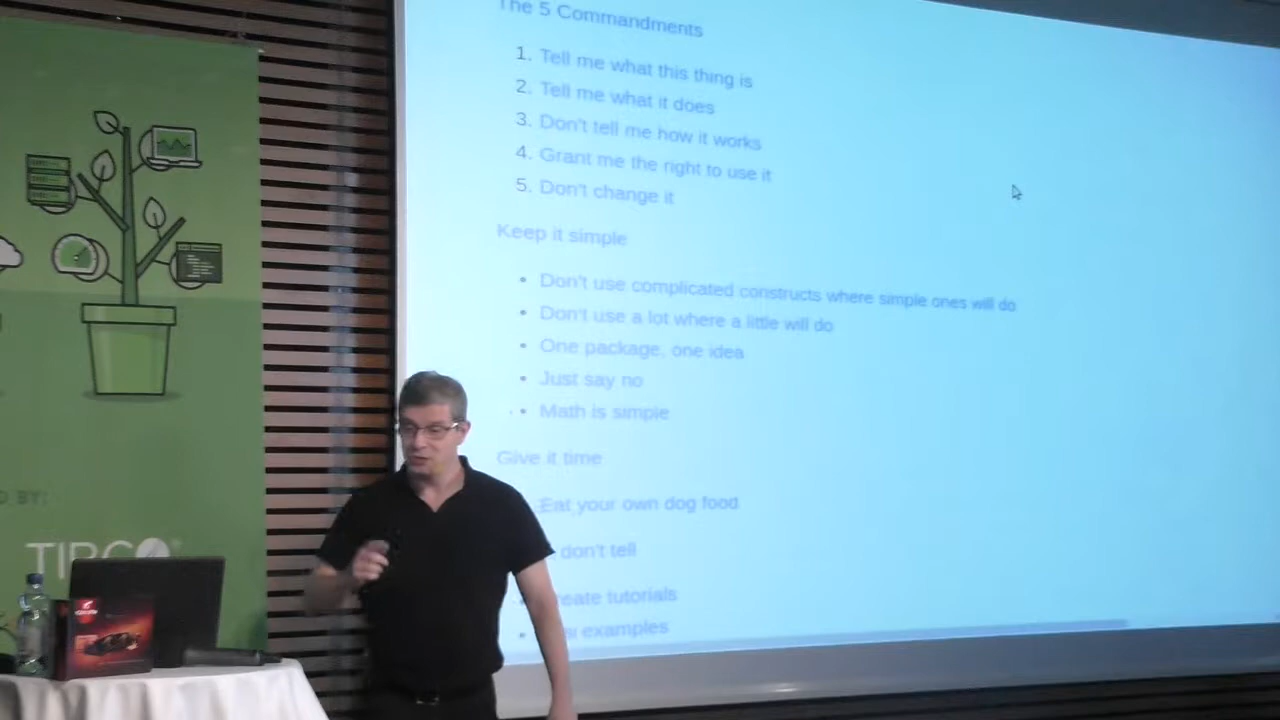 The 5 Commandments
1. Tell me what this thing is
2. Tell me what it does
3. Don't tell me how it works
4. Grant me the right to use it
5. Don't change it
Keep it simple
• Don't use complicated constructs where simple ones will do
• Don't use a lot where a little will do
• One package, one idea
• Just say no
• Math is simple
Give it time
Eat your own dog food
don't tell
• tutorials
• examples
BY:
TIBCO